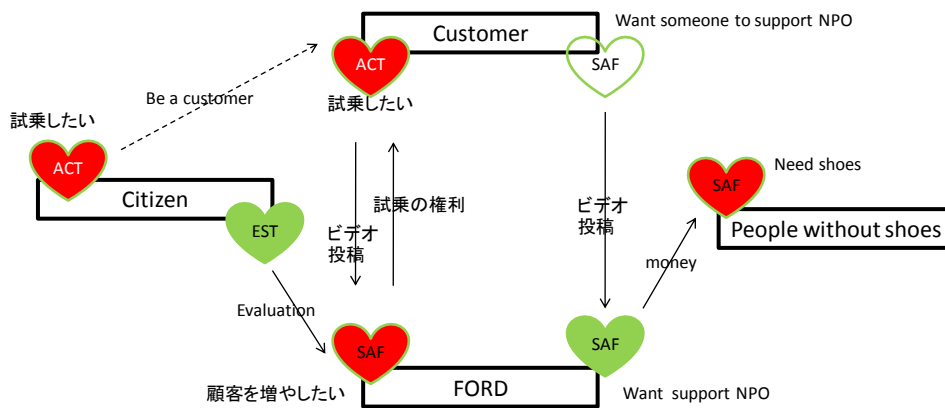 Want someone to support NPO
Customer
ACT
SAF
Be a customer
試乗したい
試乗したい
ACT
Need shoes
SAF
Citizen
試乗の権利
ビデオ
投稿
ビデオ
投稿
EST
People without shoes
money
Evaluation
SAF
SAF
顧客を増やしたい
FORD
Want support NPO